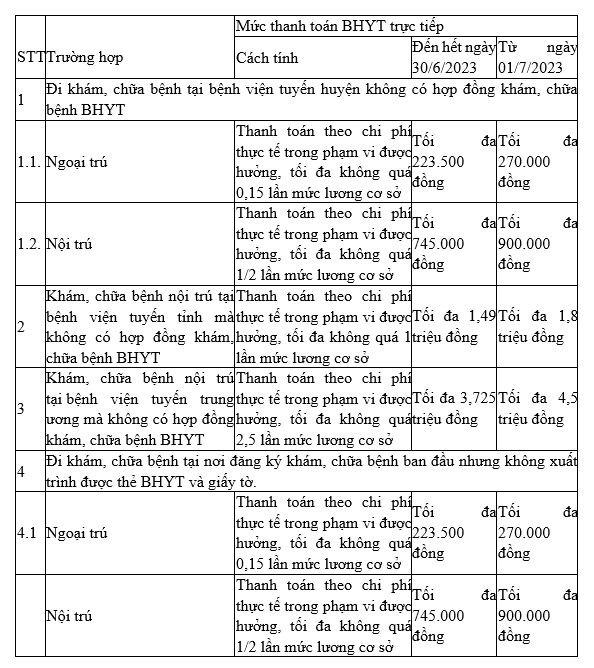 Mức thanh toán BHYT trực tiếp
STT Trường hợp
Cách tính
Đến hết ngày
30/6/2023
Từ ngày
01/7/2023
1
Đi khám, chữa bệnh tại bệnh viện tuyến huyện không có hợp đồng khám, chữa
bệnh BHYT
1.1. Ngoại trú
Thanh toán theo chi phí
thực tế trong phạm vi được
hưởng, tối đa không quá
0,15 lần mức lương cơ sở
Tối đa
223.500
đồng
Tối đa
270.000
đồng
1.2. Nội trú
Thanh toán theo chi phí
thực tế trong phạm vi được
hưởng, tối đa không quá
1/2 lần mức lương cơ sở
Tối đa
745.000
đồng
Tối đa
900.000
đồng
2
Khám, chữa bệnh nội trú tại
bệnh viện tuyến tỉnh mà
không có hợp đồng khám,
chữa bệnh BHYT
Thanh toán theo chi phí
thực tế trong phạm vi được
hưởng, tối đa không quá 1
lần mức lương cơ sở
Tối đa 1,49
triệu đồng
Tối đa 1,8
triệu đồng
3
Khám, chữa bệnh nội trú
tại bệnh viện tuyến trung
ương mà không có hợp đồng
khám, chữa bệnh BHYT
Thanh toán theo chi phí
thực tế trong phạm vi được
hưởng, tối đa không quá
2,5 lần mức lương cơ sở
Tối đa 3,725
triệu đồng
Tối đa 4,5
triệu đồng
4
Đi khám, chữa bệnh tại nơi đăng ký khám, chữa bệnh ban đầu nhưng không xuất
trình được thẻ BHYT và giấy tờ.
4.1 Ngoại trú
Thanh toán theo chi phí
thực tế trong phạm vi được
hưởng, tối đa không quá
0,15 lần mức lương cơ sở
Tối đa
223.500
đồng
Tối đa
270.000
đồng
Nội trú
Thanh toán theo chi phí
thực tế trong phạm vi được
hưởng, tối đa không quá
1/2 lần mức lương cơ sở
Tối đa
745.000
đồng
Tối đa
900.000
đồng